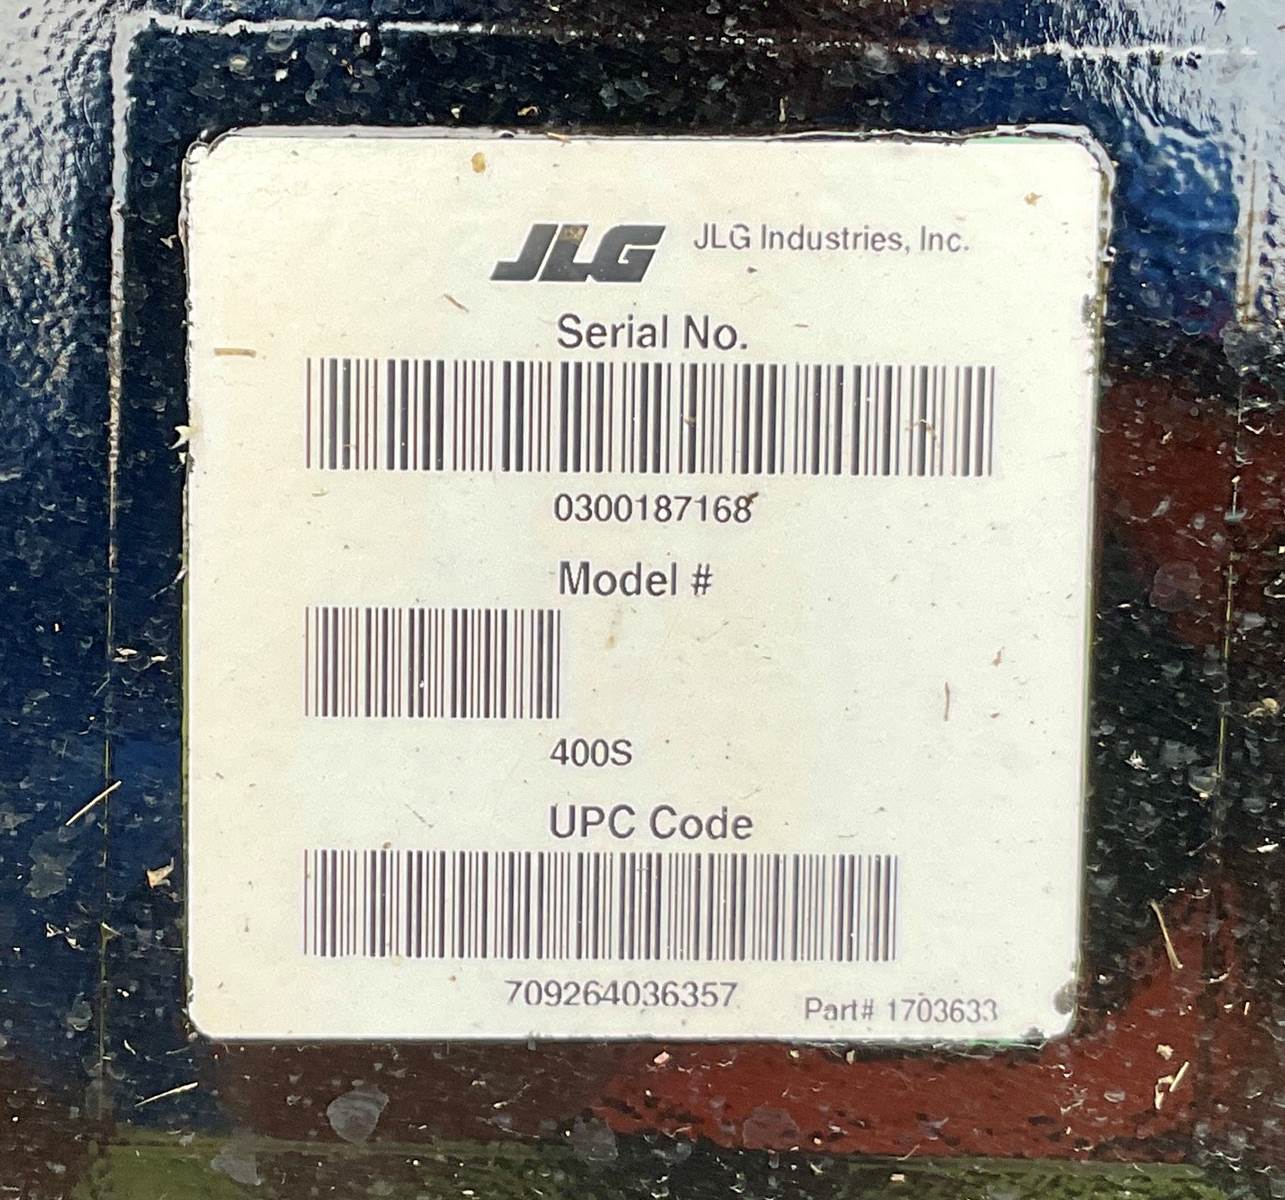 JLG JLG Industries, Inc.
Serial No.
0300187168
Model #
400S
UPC Code
709264036357
Part# 1703633